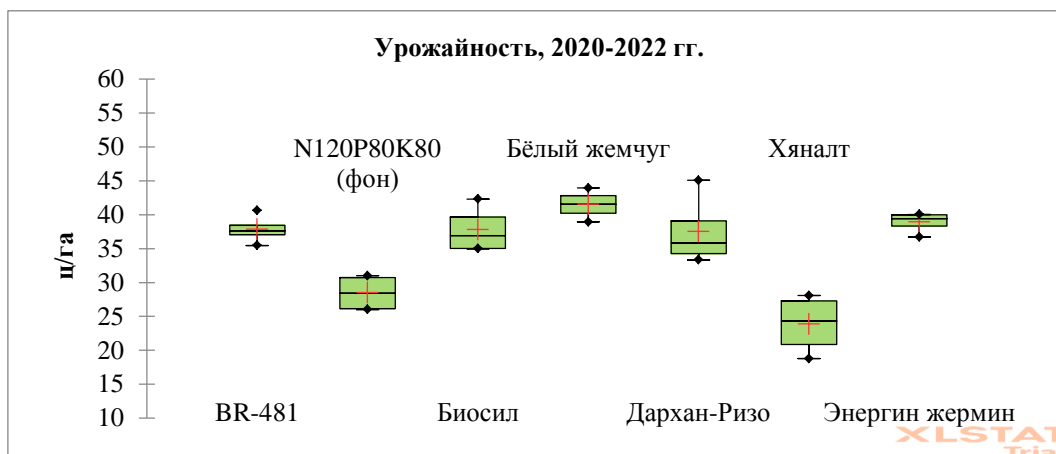 Урожайность, 2020-2022 гг.
ц/га
60
55
50
45
40
35
30
25
20
15
10
N120P80K80
(фон)
Бёлый жемчуг
Хяналт
BR-481
Биосил
Дархан-Ризо
Энергин жермин
XLSTAT
Tria